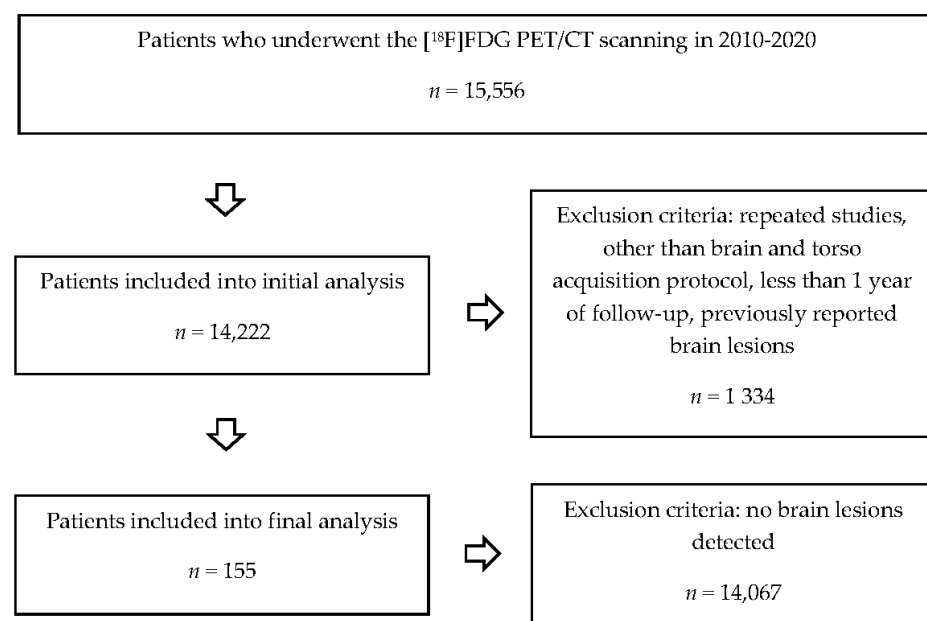 Patients who underwent the [¹⁸F]FDG PET/CT scanning in 2010-2020
n = 15,556
Patients included into initial analysis
n = 14,222
Exclusion criteria: repeated studies,
other than brain and torso
acquisition protocol, less than 1 year
of follow-up, previously reported
brain lesions
n = 1 334
Patients included into final analysis
n = 155
Exclusion criteria: no brain lesions
detected
n = 14,067